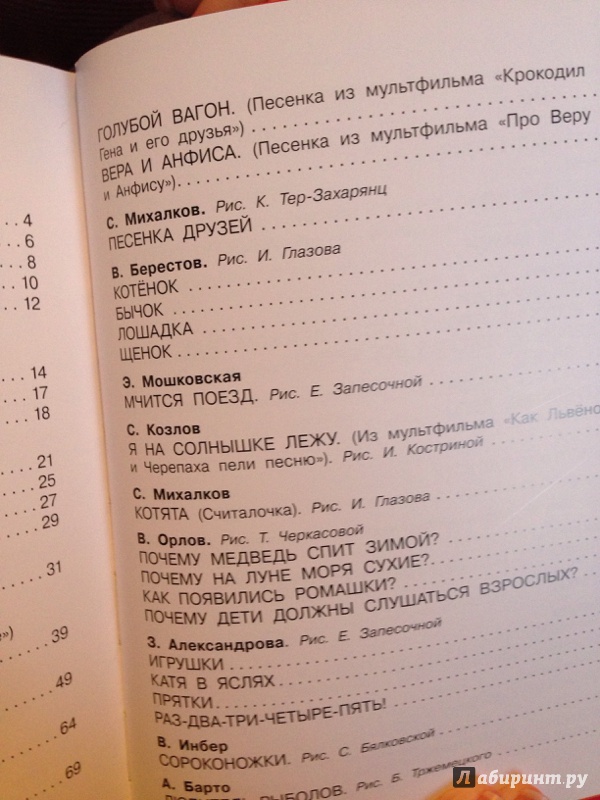 4
6
8
10
12
14
17
18
21
25
27
29
31
39
49
64
69
ГОЛУБОЙ ВАГОН. (Песенка из мультфильма «Крокодил
Гена и его друзья»)
ВЕРА И АНФИСА. (Песенка из мультфильма «Про Веру
и Анфису»)
С. Михалков. Рис. К. Тер-Захарянц
ПЕСЕНКА ДРУЗЕЙ
В. Берестов. Рис. И. Глазова
КОТЁНОК
БЫЧОК
ЛОШАДКА
ЩЕНОК
Э. Мошковская
МЧИТСЯ ПОЕЗД. Рис. Е. Запесочной
С. Козлов
Я НА СОЛНЫШКЕ ЛЕЖУ. (Из мультфильма «Как Львёнок
и Черепаха пели песню»). Рис. И. Костриной
С. Михалков
КОТЯТА (Считалочка). Рис. И. Глазова
В. Орлов. Рис. Т. Черкасовой
ПОЧЕМУ МЕДВЕДЬ СПИТ ЗИМОЙ?
ПОЧЕМУ НА ЛУНЕ МОРЯ СУХИЕ?
КАК ПОЯВИЛИСЬ РОМАШКИ?
ПОЧЕМУ ДЕТИ ДОЛЖНЫ СЛУШАТЬСЯ ВЗРОСЛЫХ?
З. Александрова. Рис. Е. Запесочной
ИГРУШКИ
КАТЯ В ЯСЛЯХ
ПРЯТКИ
РАЗ-ДВА-ТРИ-ЧЕТЫРЕ-ПЯТЬ!
В. Инбер
СОРОКОНОЖКИ. Рис. С. Бялковской
А. Барто
РЫБОЛОВ. Рис. Б. Тржемецкого
Лабиринт.ру